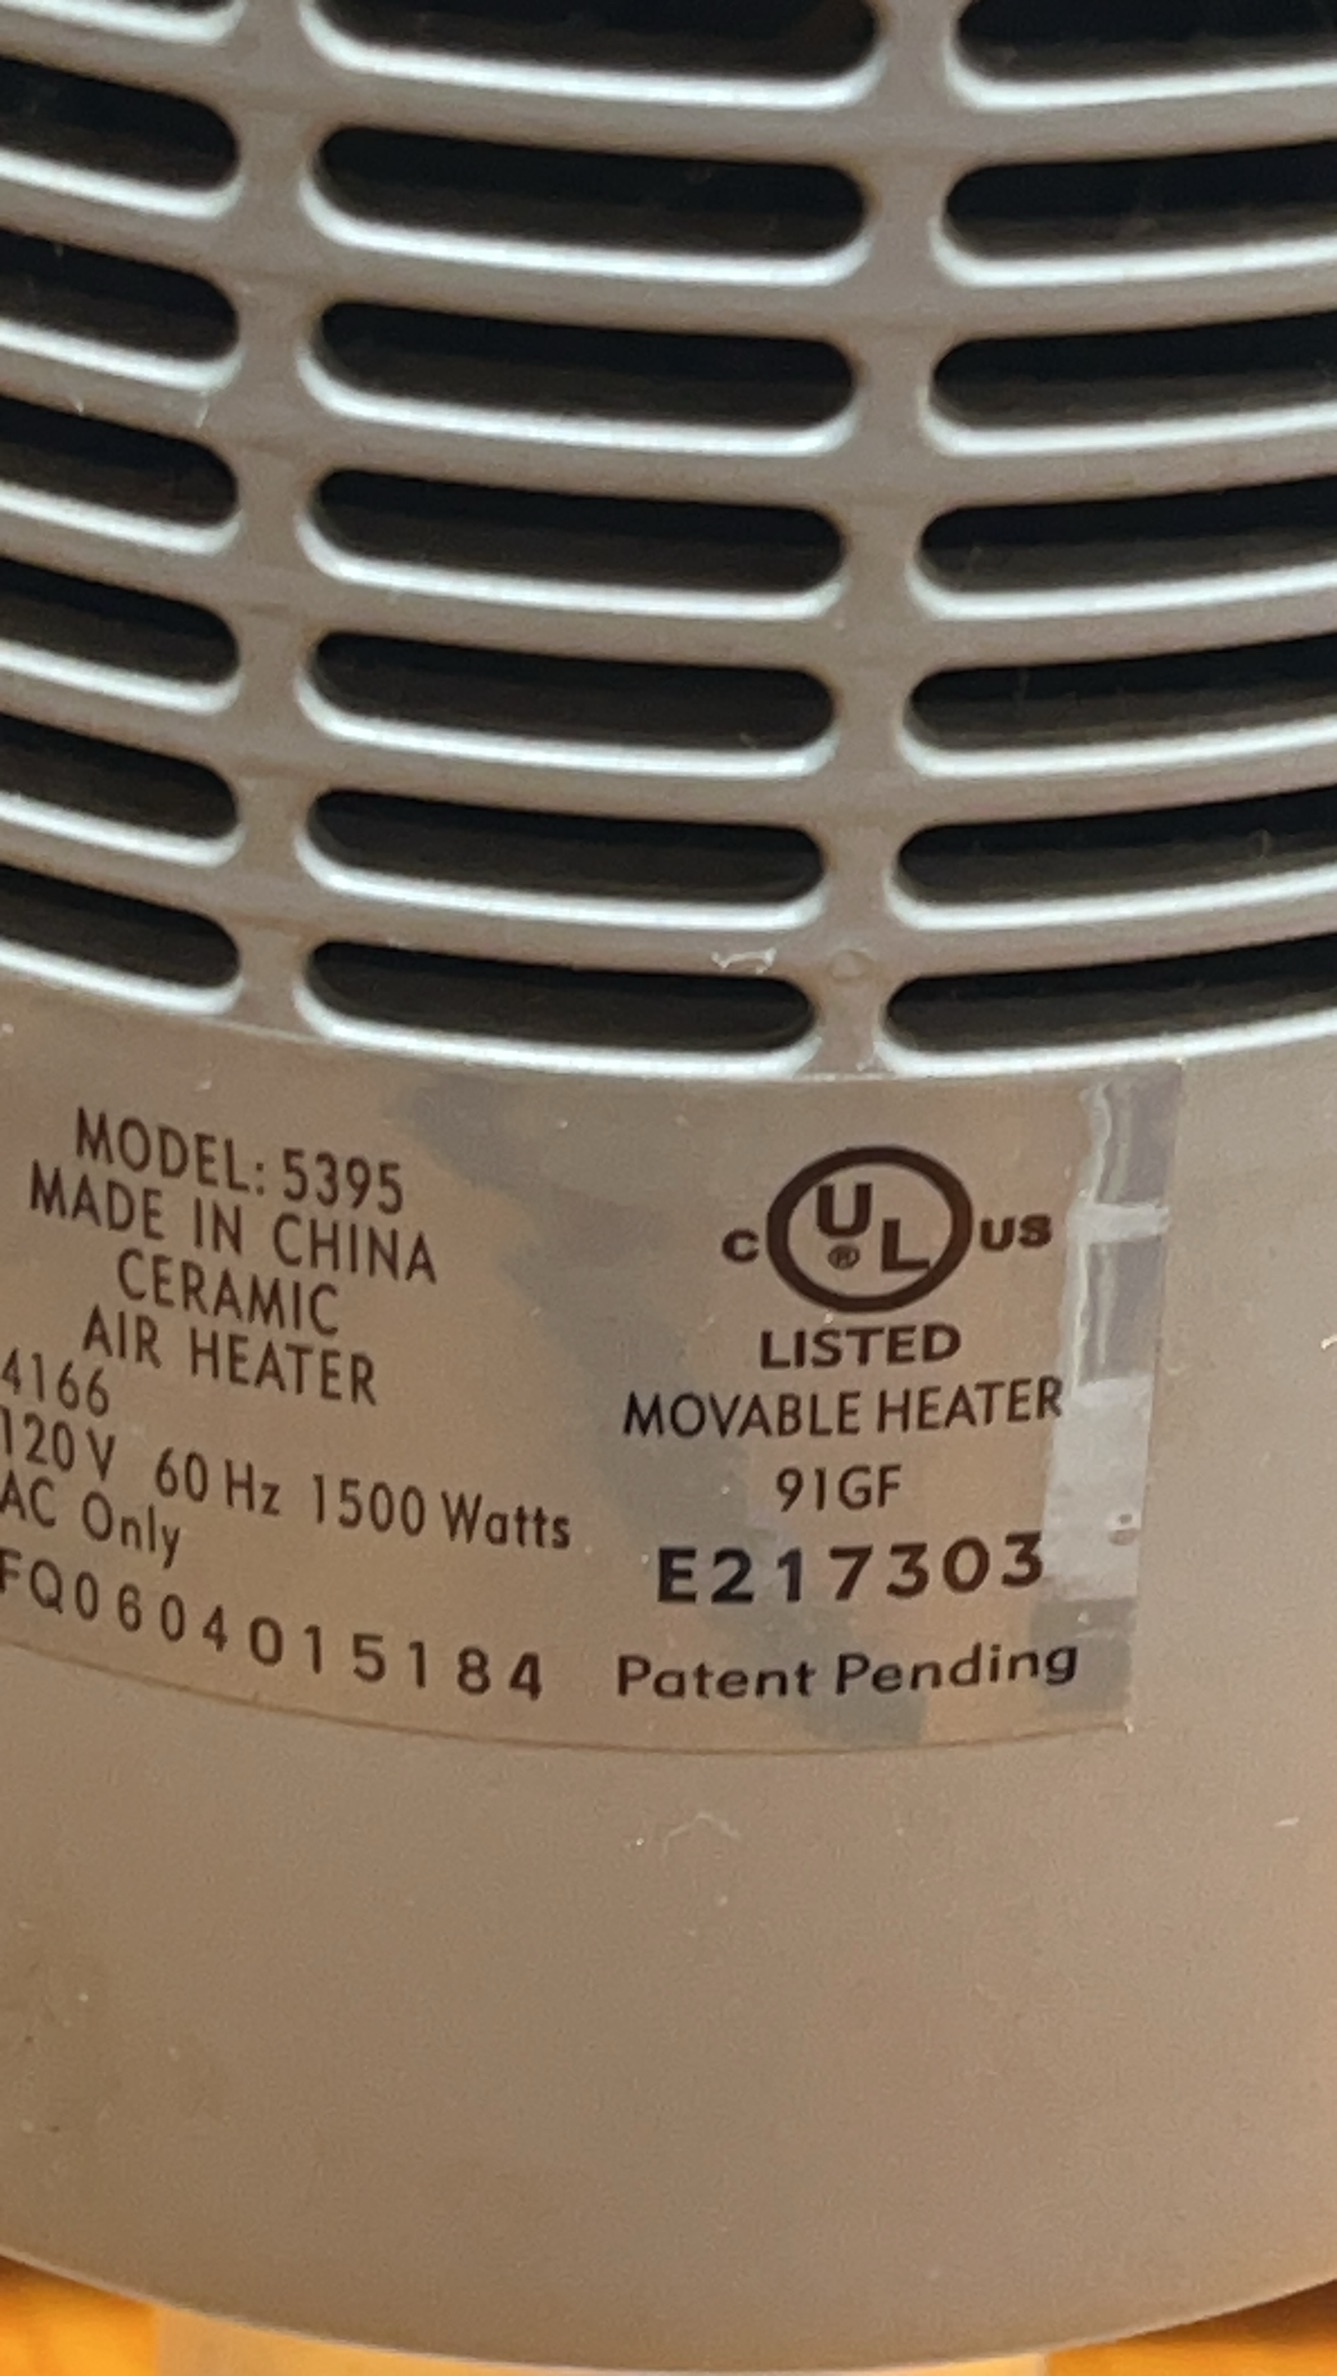 MODEL: 5395
MADE IN CHINA
CERAMIC
AIR HEATER
4166
120V 60 Hz 1500 Watts
AC Only
FQ0604015184
C UL® US
LISTED
MOVABLE HEATER
91GF
E217303
Patent Pending